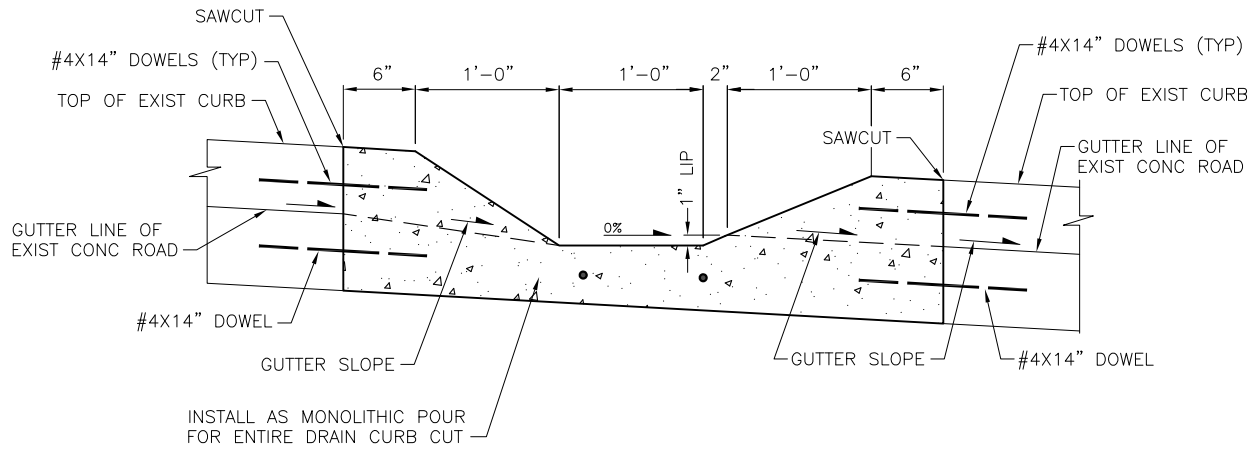 SAWCUT
#4X14” DOWELS (TYP)
TOP OF EXIST CURB
6”
1’-0”
1’-0”
2”
1’-0”
6”
#4X14” DOWELS (TYP)
TOP OF EXIST CURB
SAWCUT
GUTTER LINE OF
EXIST CONC ROAD
1” LIP
0%
GUTTER LINE OF
EXIST CONC ROAD
#4X14” DOWEL
GUTTER SLOPE
GUTTER SLOPE
#4X14” DOWEL
INSTALL AS MONOLITHIC POUR
FOR ENTIRE DRAIN CURB CUT